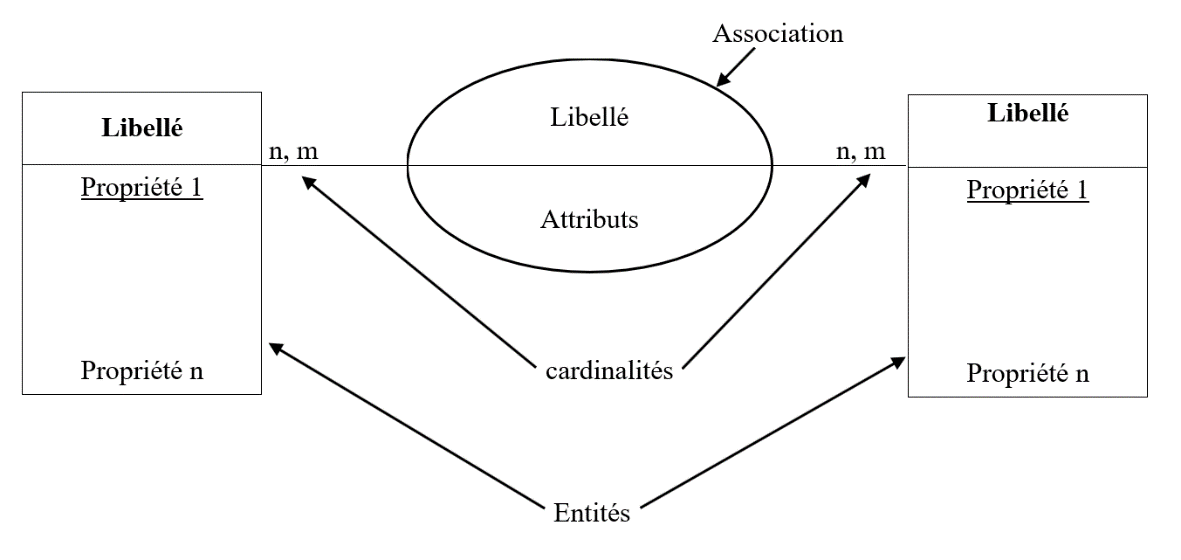 Association
Libellé
Libellé
Libellé
n, m
n, m
Propriété 1
Propriété 1
Attributs
Propriété n
cardinalités
Propriété n
Entités